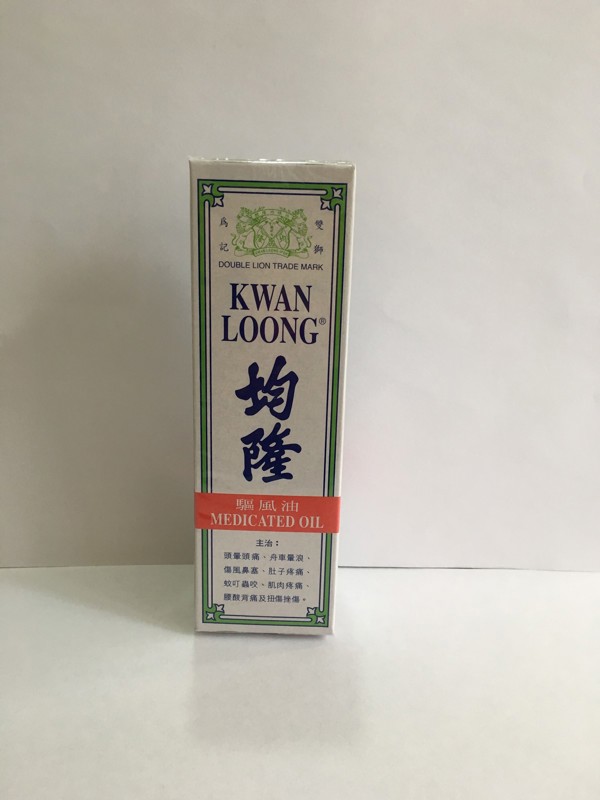 雙獅
爲記
DOUBLE LION TRADE MARK
KWAN
LOONG®
均
隆
驅風油
MEDICATED OIL
主治：
頭暈頭痛、舟車暈浪、
傷風鼻塞、肚子疼痛、
蚊叮蟲咬、肌肉疼痛、
腰酸背痛及扭傷挫傷。